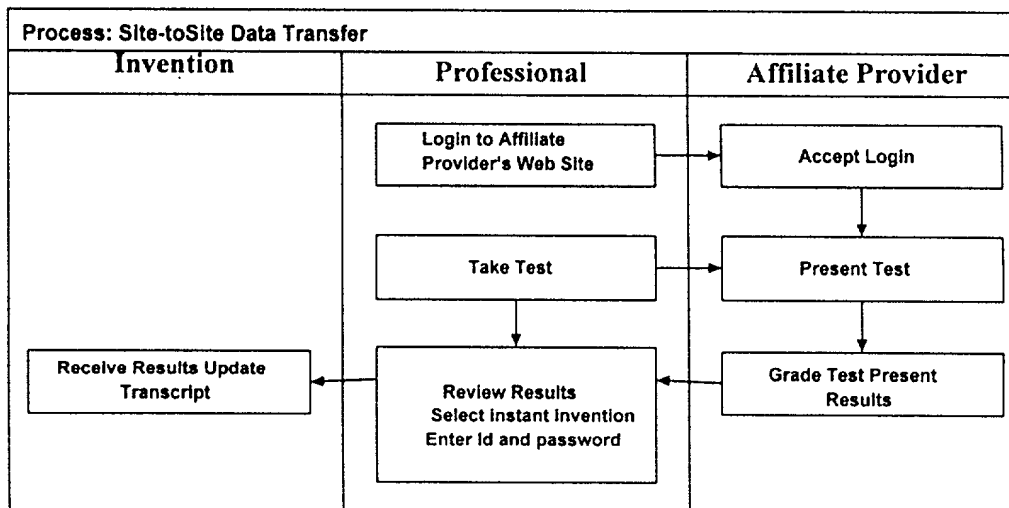 Process: Site-toSite Data Transfer
Invention
Professional
Affiliate Provider
Login to Affiliate
Provider's Web Site
Accept Login
Take Test
Present Test
Receive Results Update
Transcript
Review Results
Select Instant Invention
Enter Id and password
Grade Test Present
Results